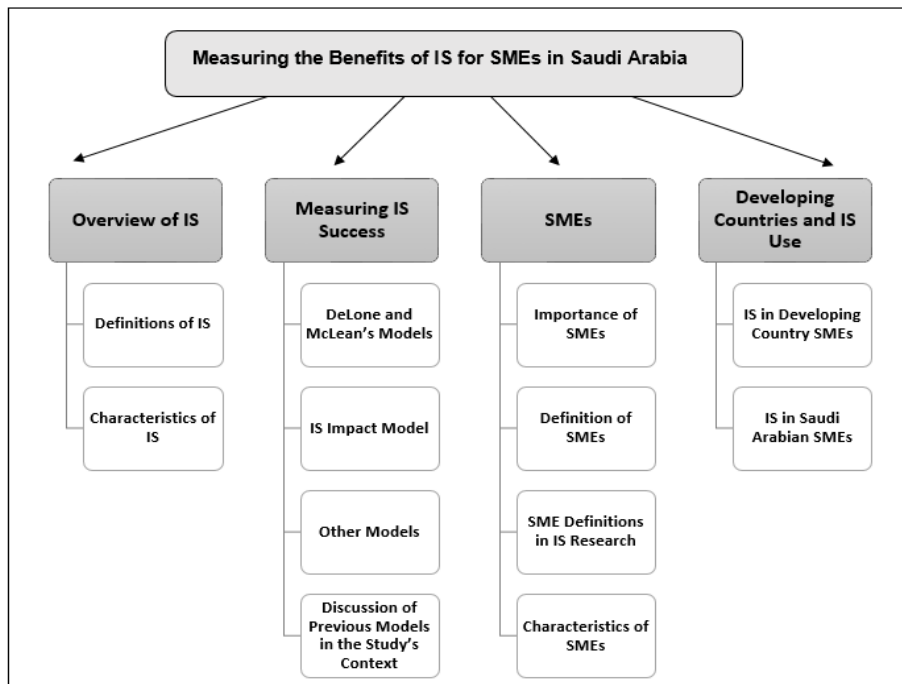 Measuring the Benefits of IS for SMEs in Saudi Arabia
Overview of IS
Definitions of IS
Characteristics of
IS
Measuring IS
Success
DeLone and
McLean’s Models
IS Impact Model
Other Models
Discussion of
Previous Models
in the Study’s
Context
SMEs
Importance of
SMEs
Definition of
SMEs
SME Definitions
in IS Research
Characteristics of
SMEs
Developing
Countries and IS
Use
IS in Developing
Country SMEs
IS in Saudi
Arabian SMEs